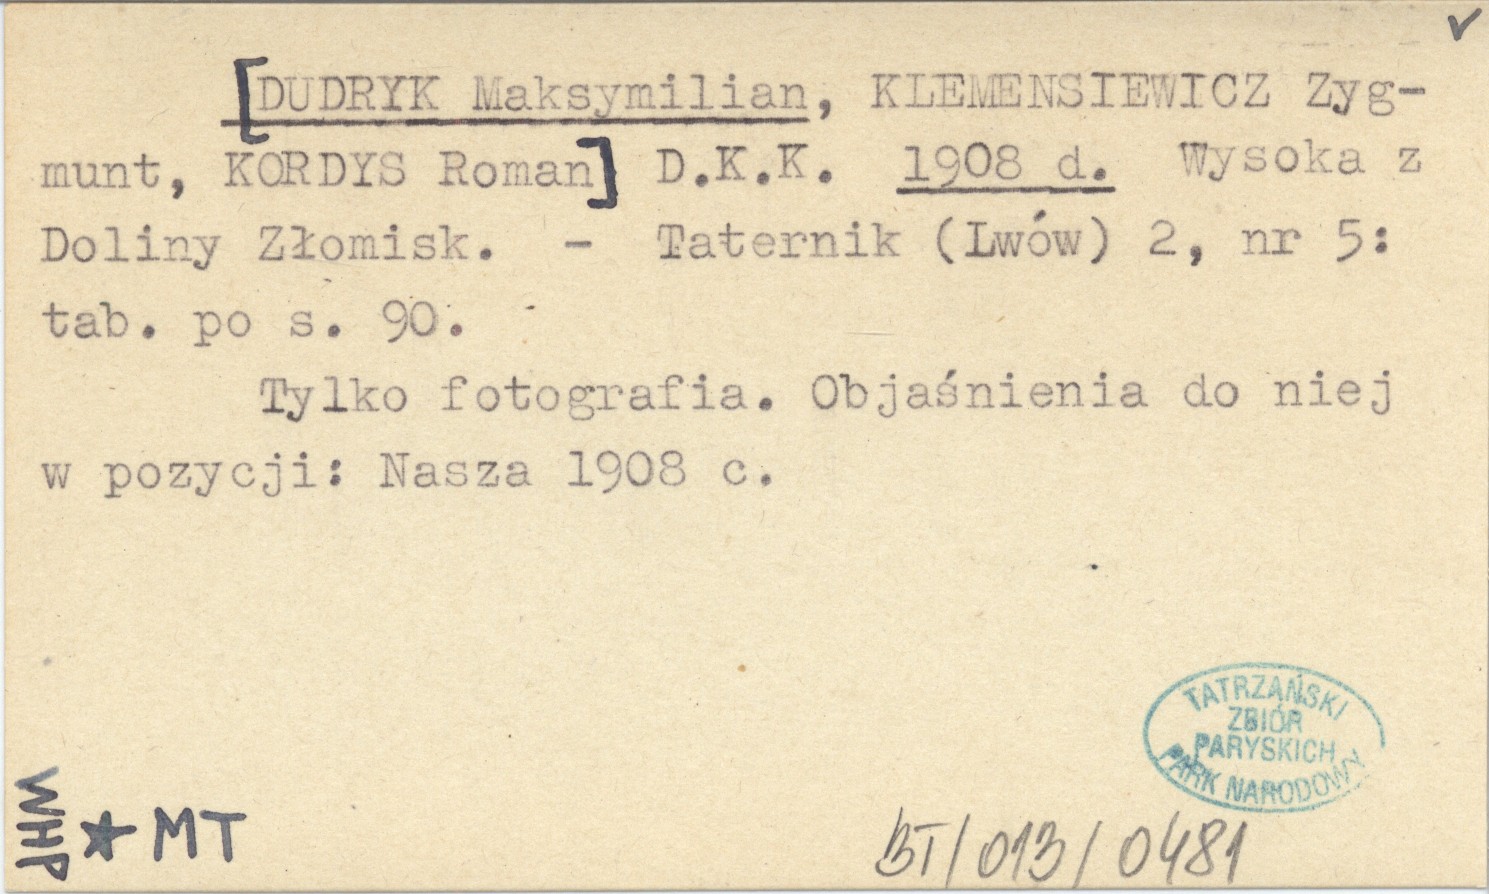 [DUDRYK Maksymilian, KLEMENSIEWICZ Zyg-
munt, KORDYS Roman] D.K.K. 1908 d. Wysoka z
Doliny Złomisk. - Taternik (Lwów) 2, nr 5:
tab. po s. 90.
Tylko fotografia. Objaśnienia do niej
w pozycji: Nasza 1908 c.
TATRZAŃSKI
ZBIÓR
PARYSKICH
PARK NARODOWY
WHP
★ MT
BT/013/0481